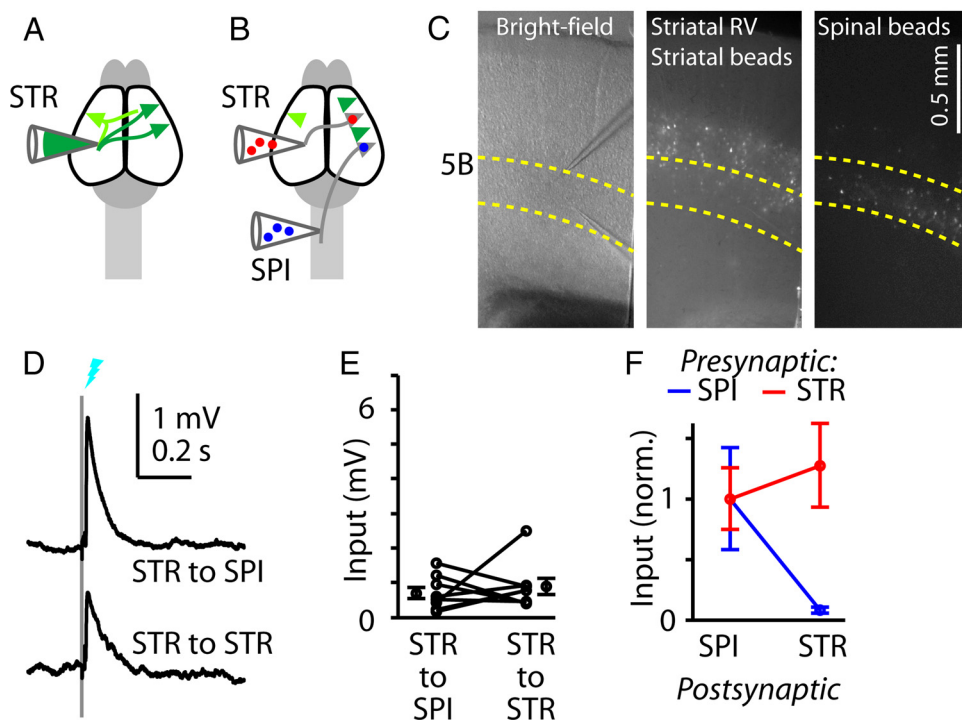 A
STR
B
STR
SPI
C
Bright-field
Striatal RV
Striatal beads
Spinal beads
0.5 mm
5B
D
1 mV
0.2 s
STR to SPI
STR to STR
E
Input (mV)
6
0
STR
to
SPI
STR
to
STR
F
Presynaptic:
SPI
STR
Input (norm.)
1
0
SPI
STR
Postsynaptic